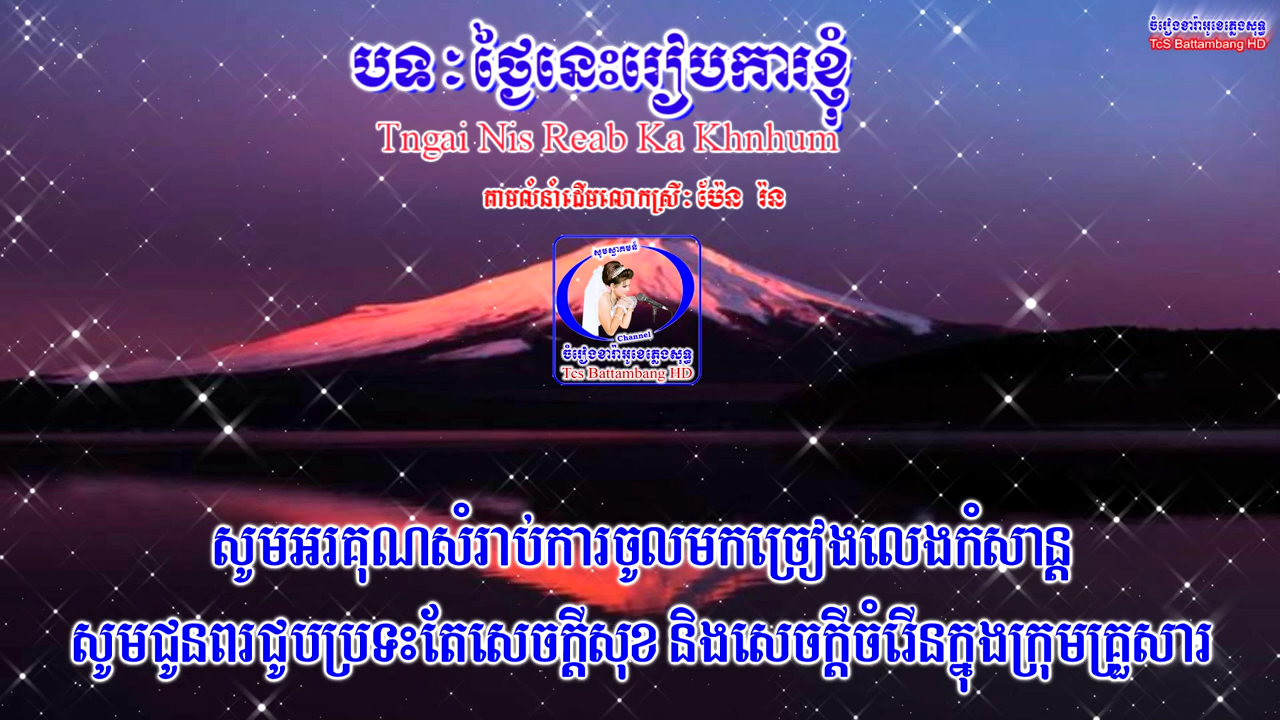 ចំរៀងខារ៉ាអូខេភ្លេងសុទ្ធ
TcS Battambang HD
បទ ៖ ថ្ងៃនេះរៀបការខ្ញុំ
Tngai Nis Reab Ka Khnhum
តាមលំនាំដើមលោកស្រី ៖ ប៉ែន រ៉ន
សូមស្វាគមន៍
Channel
ចំរៀងខារ៉ាអូខេភ្លេងសុទ្ធ
Tcs Battambang HD
សូមអរគុណសំរាប់ការចូលមកច្រៀងលេងកំសាន្ត
សូមជូនពរជួបប្រទះតែសេចក្ដីសុខ និងសេចក្ដីចំរើនក្នុងក្រុមគ្រួសារ